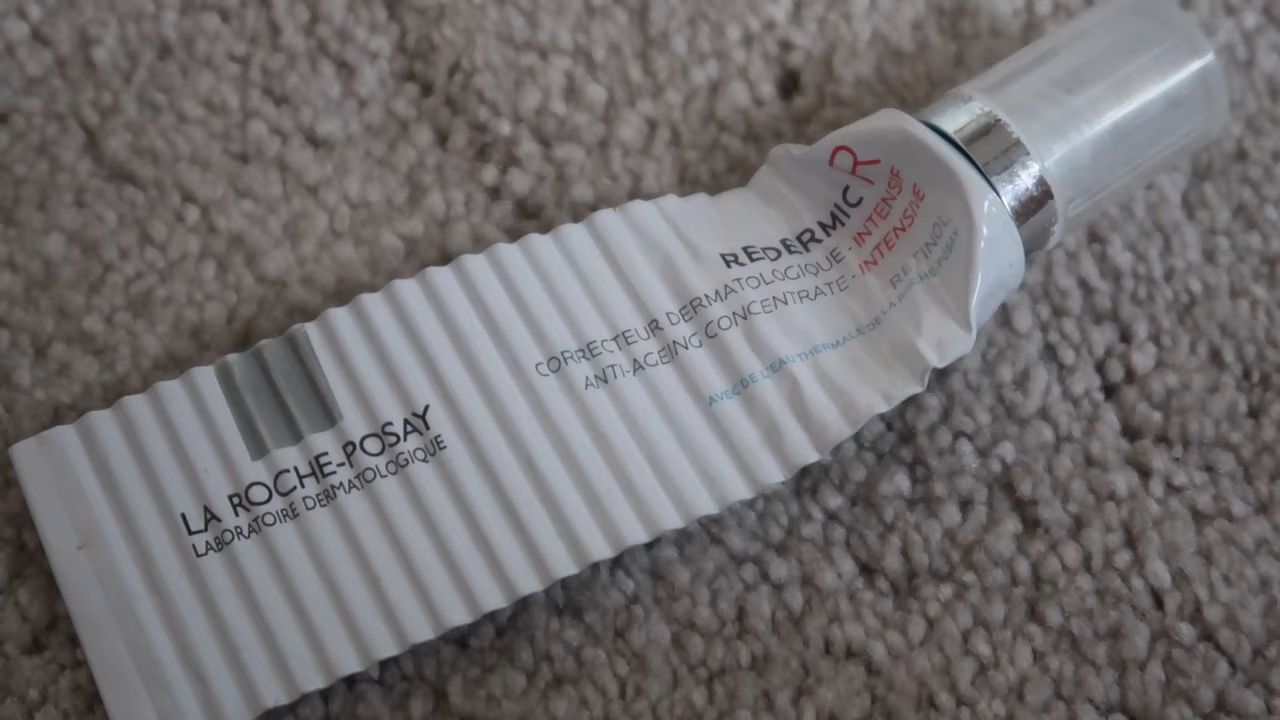 REDERMIC R
CORRECTEUR DERMATOLOGIQUE - INTENSIF
ANTI-AGEING CONCENTRATE - INTENSIVE
RETINOL
AVEC DE L'EAU THERMALE DE LA ROCHE-POSAY
LA ROCHE-POSAY
LABORATOIRE DERMATOLOGIQUE